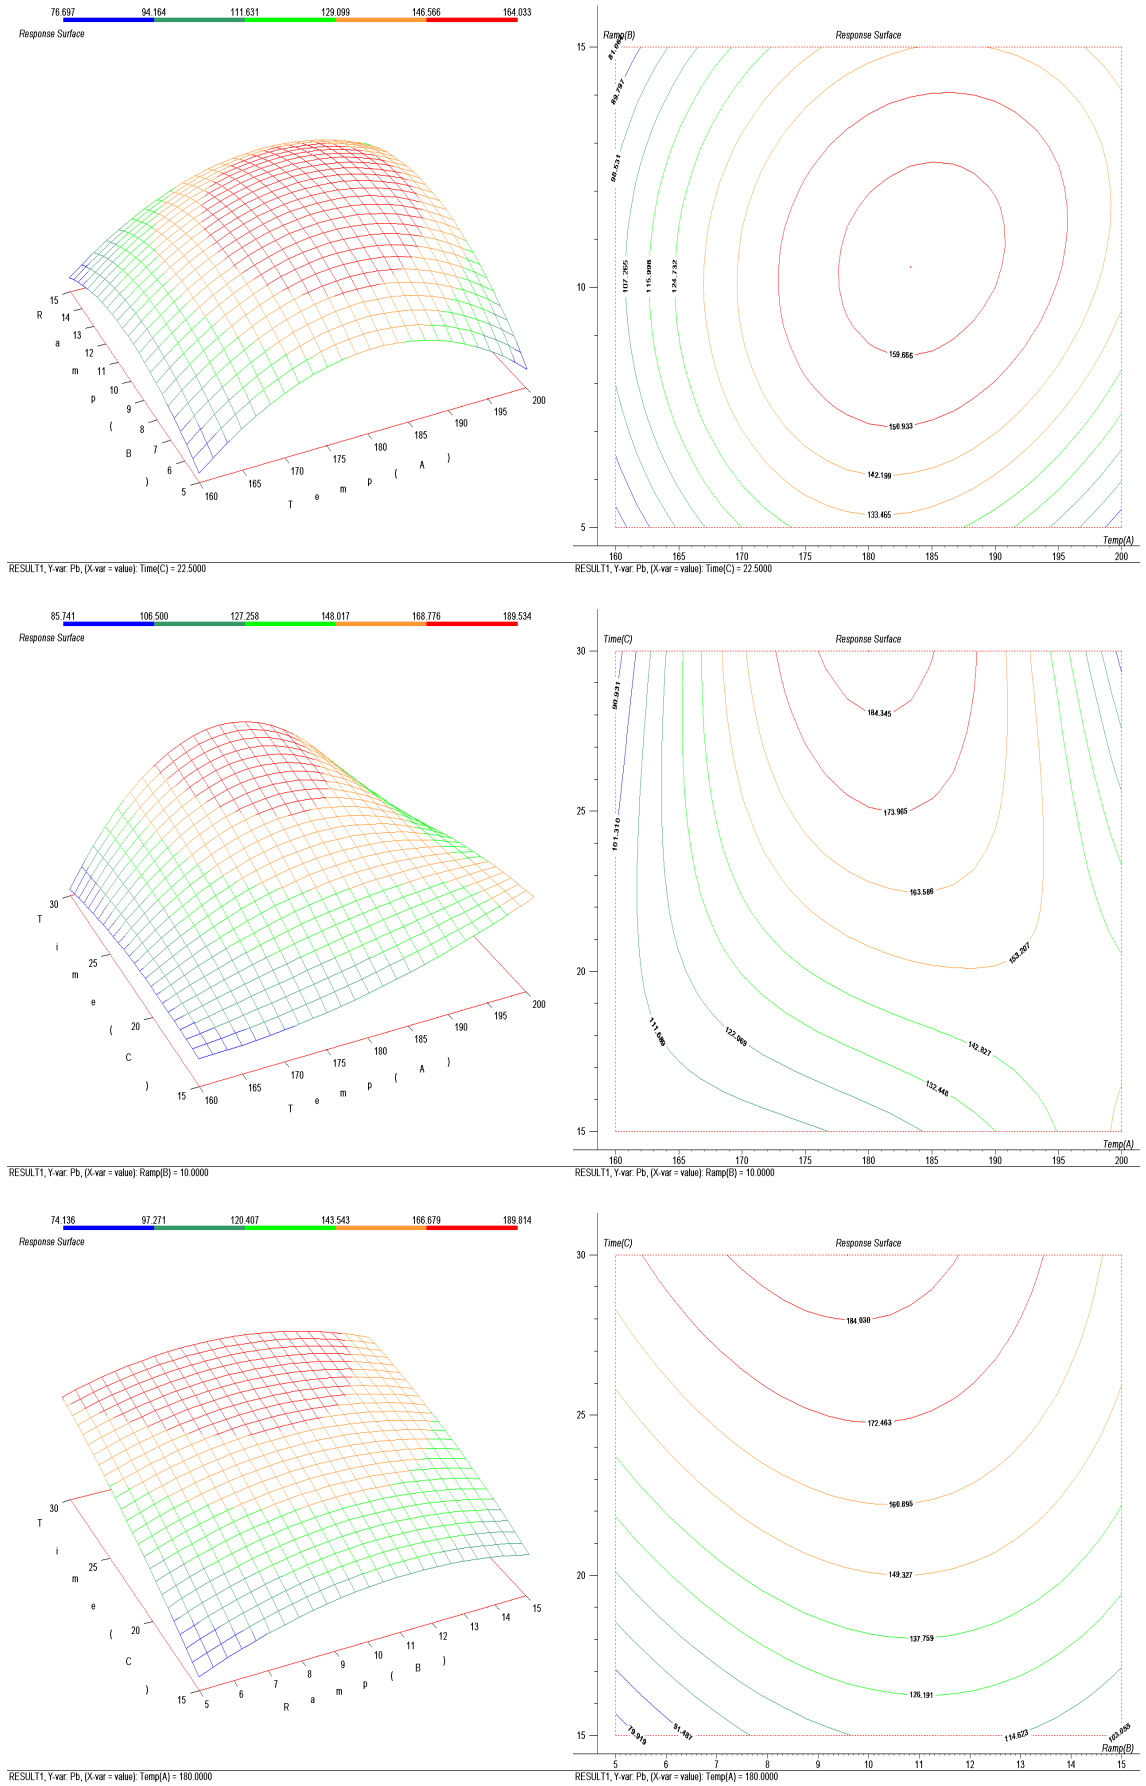 76.697 94.164 111.631 129.099 146.566 164.033
Response Surface
15
14
13
12
11
10
9
8
7
6
5
R a m p ( B )
160 165 170 175 180 185 190 195 200
T e m p ( A )
RESULT1, Y-var: Pb, (X-var = value): Time(C) = 22.5000
Ramp(B) Response Surface
15
10
5
89.797
98.531
107.265 115.998 124.732
159.666
150.933
142.199
133.465
Temp(A)
160 165 170 175 180 185 190 195 200
RESULT1, Y-var: Pb, (X-var = value): Time(C) = 22.5000
85.741 106.500 127.258 148.017 168.776 189.534
Response Surface
30
25
20
15
T i m e ( C )
160 165 170 175 180 185 190 195 200
T e m p ( A )
RESULT1, Y-var: Pb, (X-var = value): Ramp(B) = 10.0000
Time(C) Response Surface
30
25
20
15
90.931
184.345
173.965
101.310
163.586
153.207
111.689 122.069
142.827
132.448
Temp(A)
160 165 170 175 180 185 190 195 200
RESULT1, Y-var: Pb, (X-var = value): Ramp(B) = 10.0000
74.136 97.271 120.407 143.543 166.679 189.814
Response Surface
30
25
20
15
T i m e ( C )
5 6 7 8 9 10 11 12 13 14 15
R a m p ( B )
RESULT1, Y-var: Pb, (X-var = value): Temp(A) = 180.0000
Time(C) Response Surface
30
25
20
15
184.030
172.463
160.895
149.327
137.759
126.191
79.919 91.487 114.623 103.055
Ramp(B)
5 6 7 8 9 10 11 12 13 14 15
RESULT1, Y-var: Pb, (X-var = value): Temp(A) = 180.0000